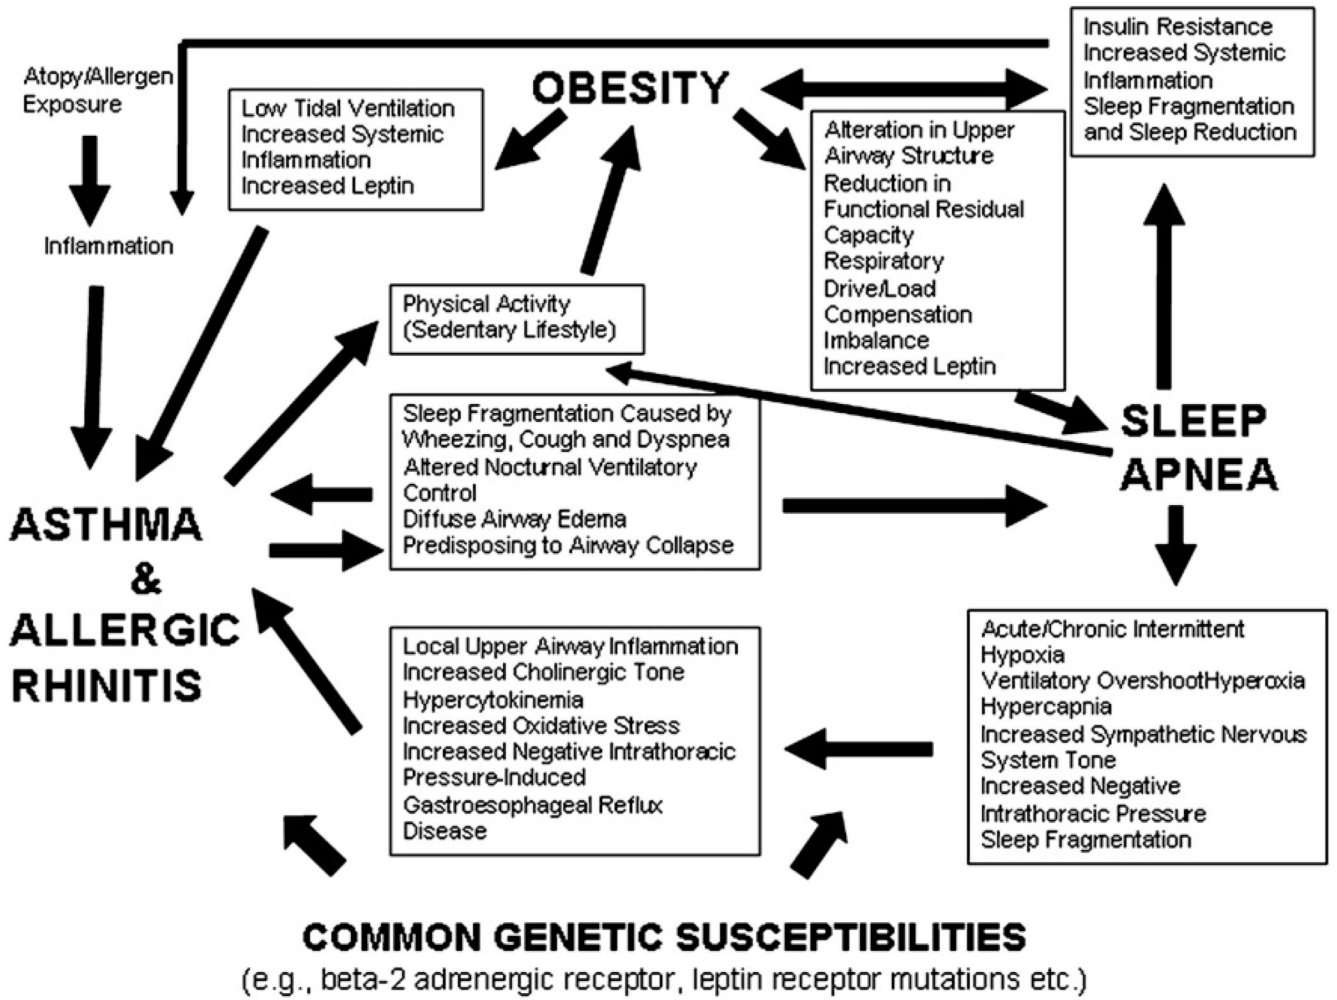 Insulin Resistance
Increased Systemic
Inflammation
Sleep Fragmentation
and Sleep Reduction
Atopy/Allergen
Exposure
Low Tidal Ventilation
Increased Systemic
Inflammation
Increased Leptin
OBESITY
Alteration in Upper
Airway Structure
Reduction in
Functional Residual
Capacity
Respiratory
Drive/Load
Compensation
Imbalance
Increased Leptin
Inflammation
Physical Activity
(Sedentary Lifestyle)
Sleep Fragmentation Caused by
Wheezing, Cough and Dyspnea
Altered Nocturnal Ventilatory
Control
Diffuse Airway Edema
Predisposing to Airway Collapse
SLEEP
APNEA
ASTHMA
&
ALLERGIC
RHINITIS
Local Upper Airway Inflammation
Increased Cholinergic Tone
Hypercytokinemia
Increased Oxidative Stress
Increased Negative Intrathoracic
Pressure-Induced
Gastroesophageal Reflux
Disease
Acute/Chronic Intermittent
Hypoxia
Ventilatory OvershootHyperoxia
Hypercapnia
Increased Sympathetic Nervous
System Tone
Increased Negative
Intrathoracic Pressure
Sleep Fragmentation
COMMON GENETIC SUSCEPTIBILITIES
(e.g., beta-2 adrenergic receptor, leptin receptor mutations etc.)